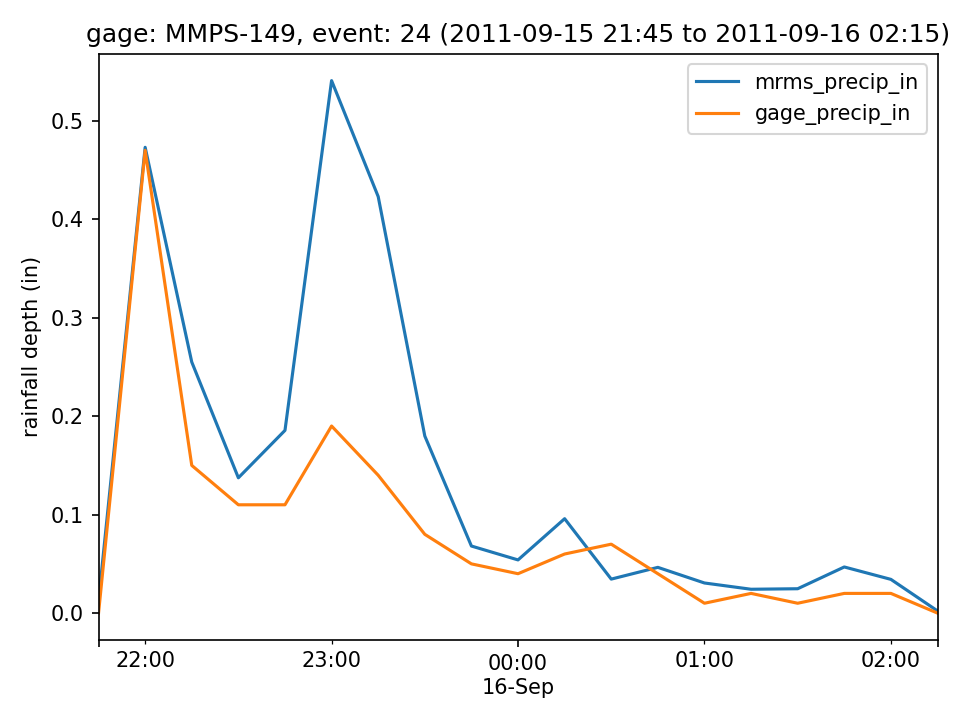 gage: MMPS-149, event: 24 (2011-09-15 21:45 to 2011-09-16 02:15)
mrms_precip_in
gage_precip_in
rainfall depth (in)
0.5
0.4
0.3
0.2
0.1
0.0
22:00 23:00 00:00 01:00 02:00
16-Sep